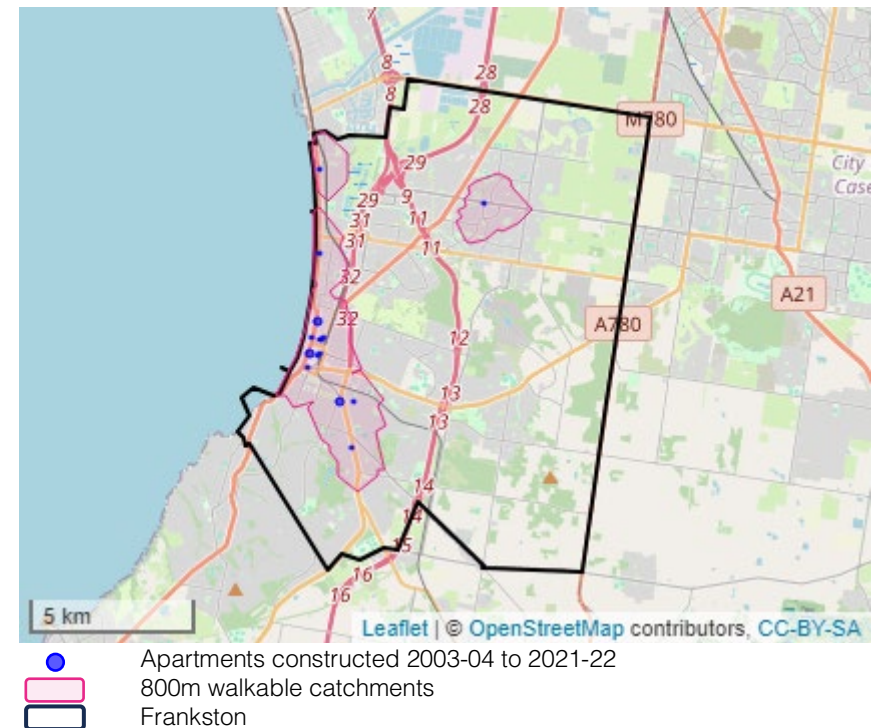 7
8
8
28
28
M780
City
Case
29
29
9
31
11
31
11
32
A21
32
A780
12
13
13
14
14
15
16
16
5 km
Leaflet | © OpenStreetMap contributors, CC-BY-SA
Apartments constructed 2003-04 to 2021-22
800m walkable catchments
Frankston